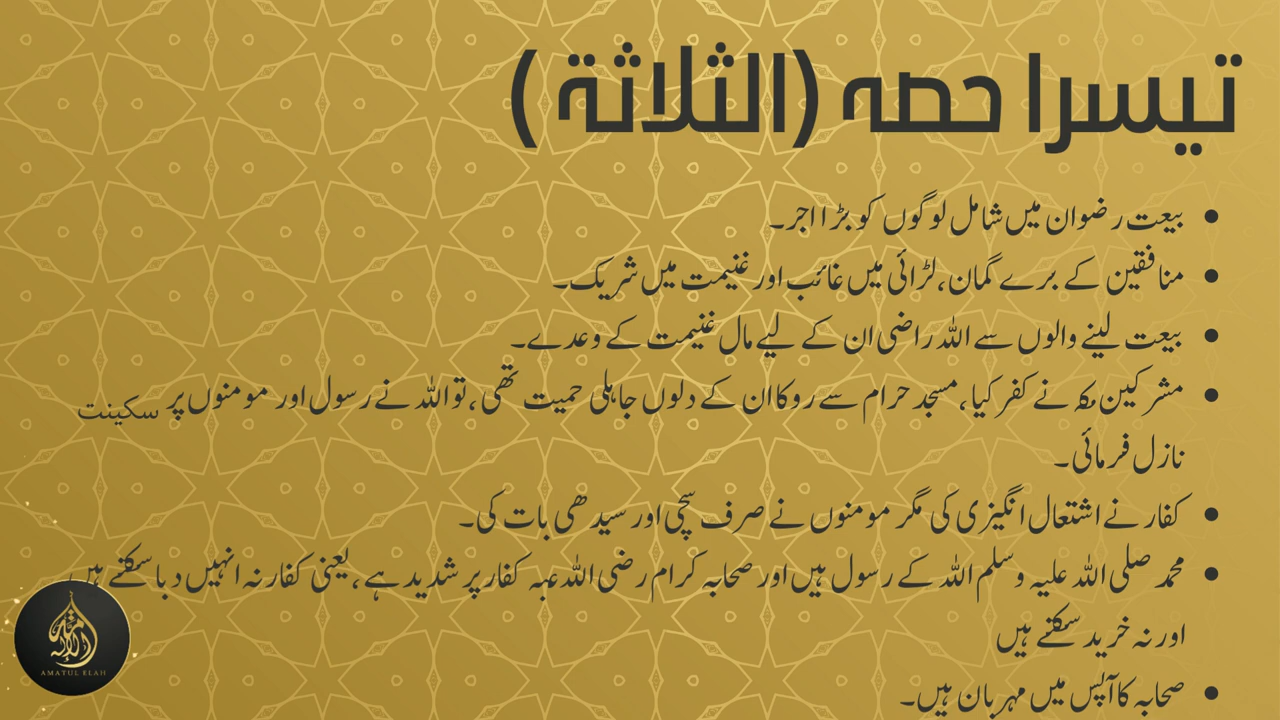 تیسرا حصہ (الثلاثة )
• بیعت رضوان میں شامل لوگوں کو بڑا اجر۔
• منافقین کے برے گمان، لڑائی میں غائب اور غنیمت میں شریک۔
• بیعت لینے والوں سے اللہ راضی ان کے لیے مال غنیمت کے وعدے۔
• مشرکین مکہ نے کفر کیا، مسجد حرام سے روکا ان کے دلوں جاہلی حمیت تھی، تو اللہ نے رسول اور مومنوں پر سکینت
نازل فرمائی۔
• کفار نے اشتعال انگیزی کی مگر مومنوں نے صرف سچی اور سیدھی بات کی۔
• محمد صلی اللہ علیہ وسلم اللہ کے رسول ہیں اور صحابہ کرام رضی اللہ عبہ کفار پر شدید ہے، یعنی کفار نہ انہیں دبا سکتے ہیں
اور نہ خرید سکتے ہیں
• صحابہ کا آپس میں مہربان ہیں۔
AMATUL ELAH